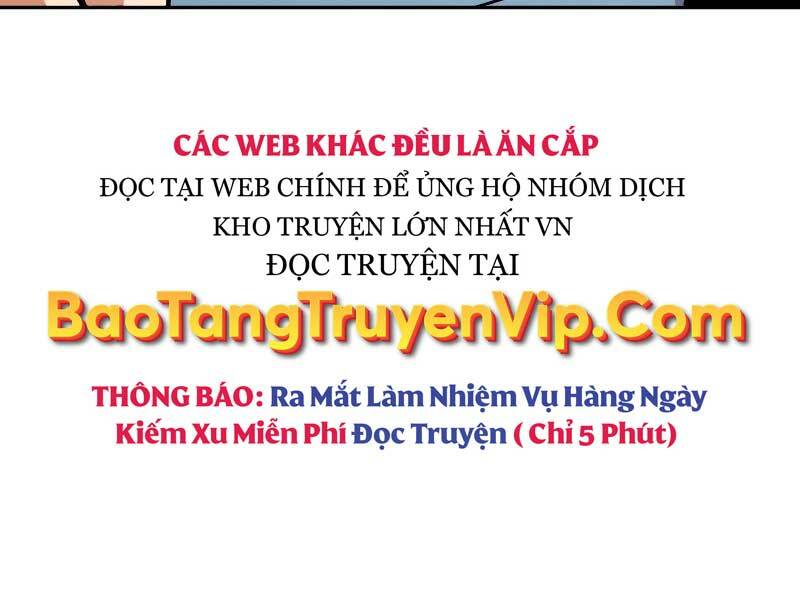 CÁC WEB KHÁC ĐỀU LÀ ĂN CẮP
ĐỌC TẠI WEB CHÍNH ĐỂ ỦNG HỘ NHÓM DỊCH
KHO TRUYỆN LỚN NHẤT VN
ĐỌC TRUYỆN TẠI
BaoTangTruyenVip.Com
THÔNG BÁO: Ra Mắt Làm Nhiệm Vụ Hàng Ngày
Kiếm Xu Miễn Phí Đọc Truyện ( Chỉ 5 Phút)